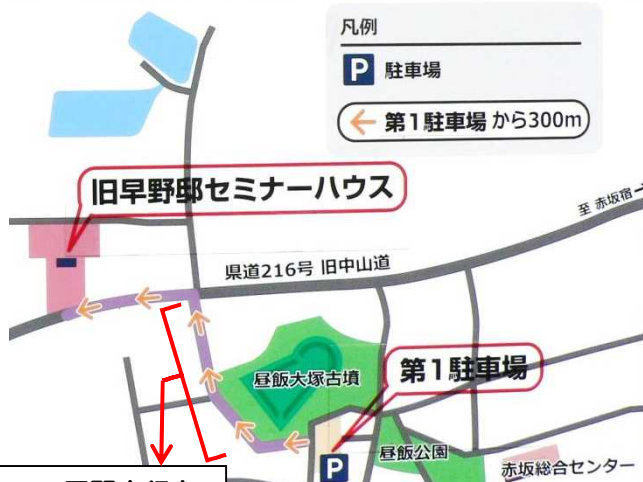 凡例
P 駐車場
← 第1駐車場 から300m
旧早野邸セミナーハウス
至 赤坂宿
県道216号 旧中山道
昼飯大塚古墳
第1駐車場
P
昼飯公園
赤坂総合センター